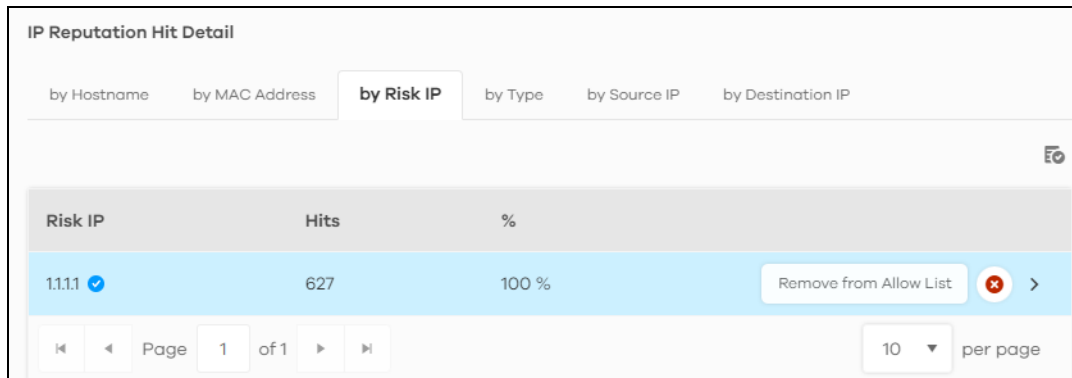 IP Reputation Hit Detail
by Hostname by MAC Address by Risk IP by Type by Source IP by Destination IP
Risk IP Hits %
1.1.1.1 627 100 % Remove from Allow List
Page 1 of 1 10 per page